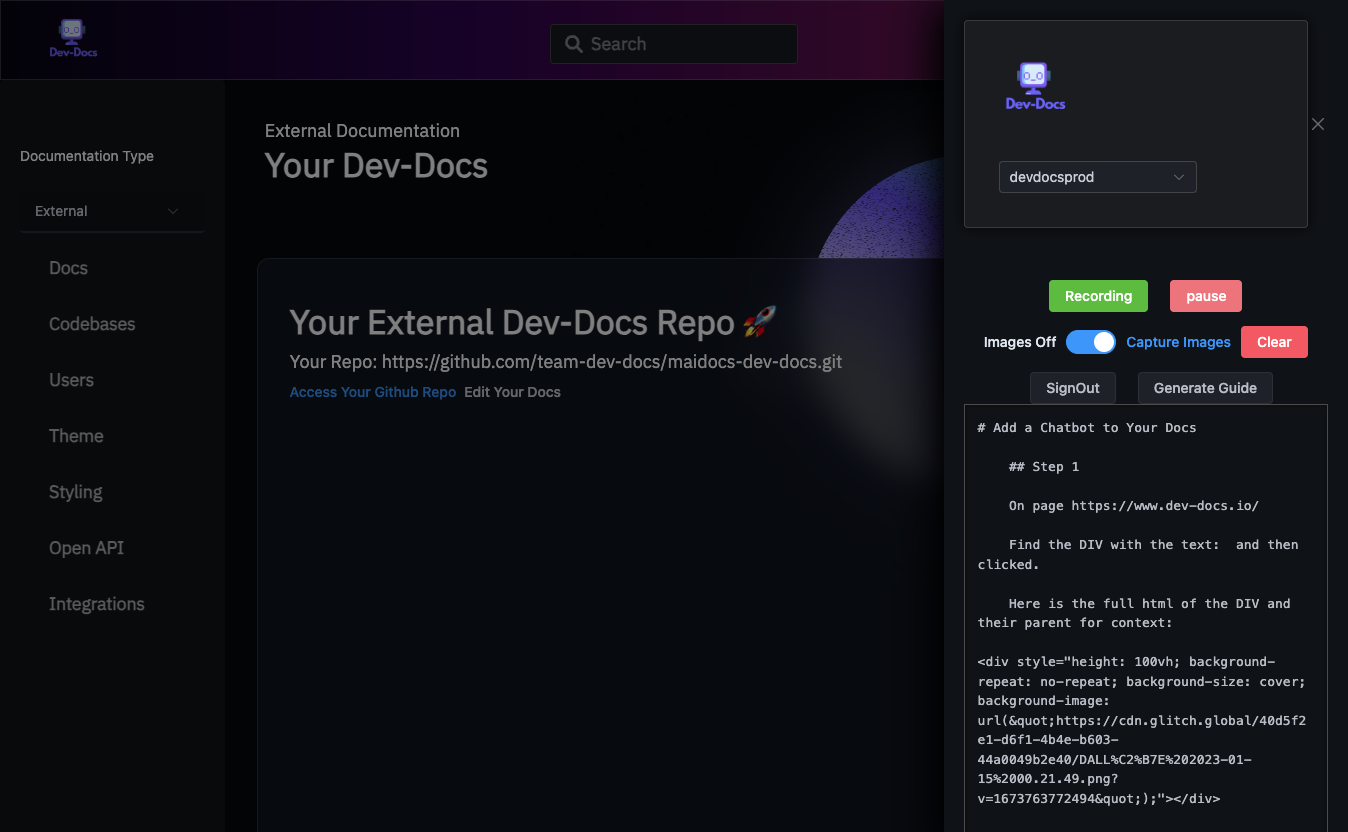 Dev-Docs
Search
Documentation Type
External
Docs
Codebases
Users
Theme
Styling
Open API
Integrations
External Documentation
Your Dev-Docs
Your External Dev-Docs Repo 🚀
Your Repo: https://github.com/team-dev-docs/maidocs-dev-docs.git
Access Your Github Repo Edit Your Docs
Dev-Docs
devdocsprod
Recording pause
Images Off Capture Images Clear
SignOut Generate Guide
# Add a Chatbot to Your Docs
## Step 1
On page https://www.dev-docs.io/
Find the DIV with the text:  and then
clicked.
Here is the full html of the DIV and
their parent for context:
<div style="height: 100vh; background-
repeat: no-repeat; background-size: cover;
background-image:
url(&quot;https://cdn.glitch.global/40d5f2
e1-d6f1-4b4e-b603-
44a0049b2e40/DALL%C2%B7E%202023-01-
15%2000.21.49.png?
v=1673763772494&quot;);"></div>